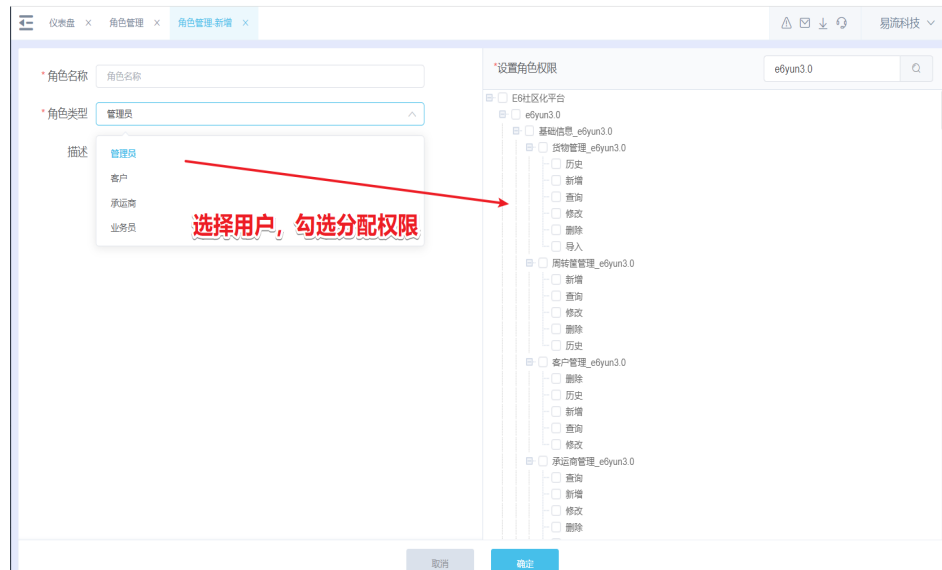 仪表盘 × 角色管理 × 角色管理-新增 × 易流科技
*角色名称 角色名称
*角色类型 管理员
描述
管理员
客户
承运商
业务员
选择用户，勾选分配权限
*设置角色权限 e6yun3.0
E6社区化平台
e6yun3.0
基础信息_e6yun3.0
货物管理_e6yun3.0
历史
新增
查询
修改
删除
导入
周转筐管理_e6yun3.0
新增
查询
修改
删除
历史
客户管理_e6yun3.0
删除
历史
新增
查询
修改
承运商管理_e6yun3.0
查询
新增
修改
删除
取消 确定